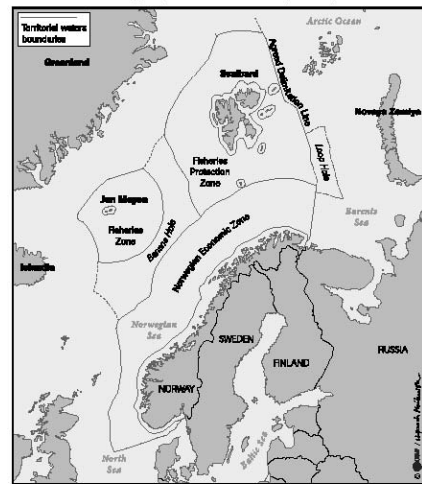 Territorial waters
boundaries
Arctic Ocean
Greenland
Svalbard
Agreed Delimitation Line
Novaya Zemlya
Loop Hole
Fisheries
Protection
Zone
Jan Mayen
Fisheries
Zone
Banana Hole
Norwegian Economic Zone
Barents
Sea
Islandia
Norwegian
Sea
SWEDEN
FINLAND
RUSSIA
NORWAY
North
Sea
Baltic Sea